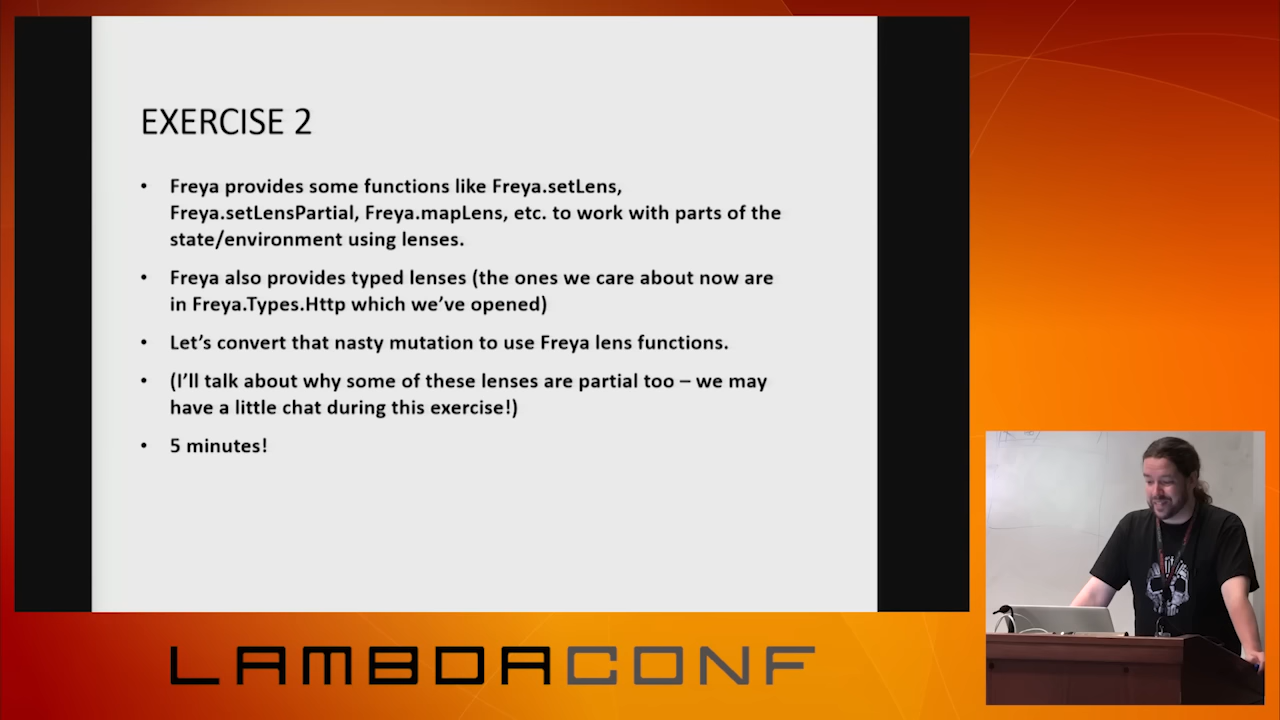 EXERCISE 2
• Freya provides some functions like Freya.setLens,
Freya.setLensPartial, Freya.mapLens, etc. to work with parts of the
state/environment using lenses.
• Freya also provides typed lenses (the ones we care about now are
in Freya.Types.Http which we’ve opened)
• Let’s convert that nasty mutation to use Freya lens functions.
• (I’ll talk about why some of these lenses are partial too – we may
have a little chat during this exercise!)
• 5 minutes!
LAMBDACONF